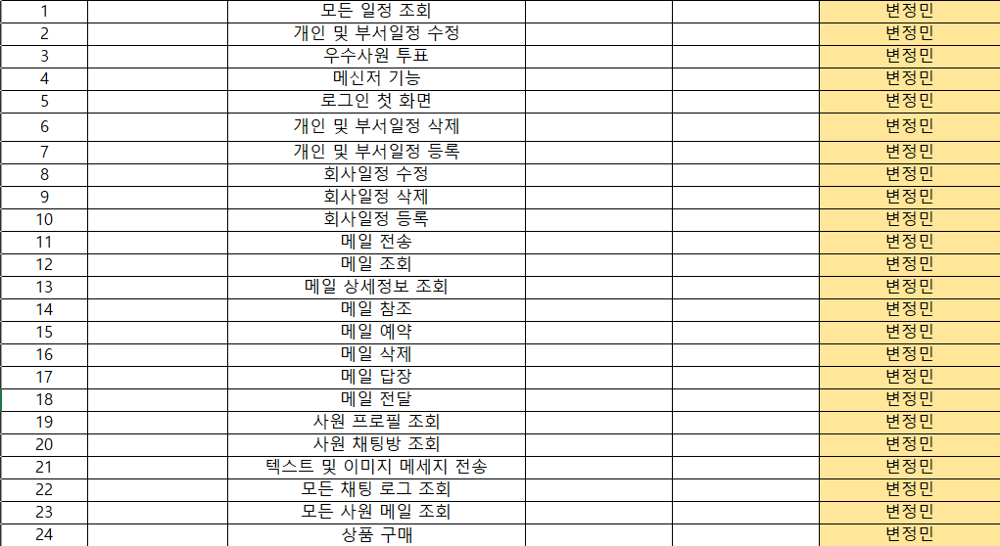 1 모든 일정 조회 변정민
2 개인 및 부서일정 수정 변정민
3 우수사원 투표 변정민
4 메신저 기능 변정민
5 로그인 첫 화면 변정민
6 개인 및 부서일정 삭제 변정민
7 개인 및 부서일정 등록 변정민
8 회사일정 수정 변정민
9 회사일정 삭제 변정민
10 회사일정 등록 변정민
11 메일 전송 변정민
12 메일 조회 변정민
13 메일 상세정보 조회 변정민
14 메일 참조 변정민
15 메일 예약 변정민
16 메일 삭제 변정민
17 메일 답장 변정민
18 메일 전달 변정민
19 사원 프로필 조회 변정민
20 사원 채팅방 조회 변정민
21 텍스트 및 이미지 메세지 전송 변정민
22 모든 채팅 로그 조회 변정민
23 모든 사원 메일 조회 변정민
24 상품 구매 변정민